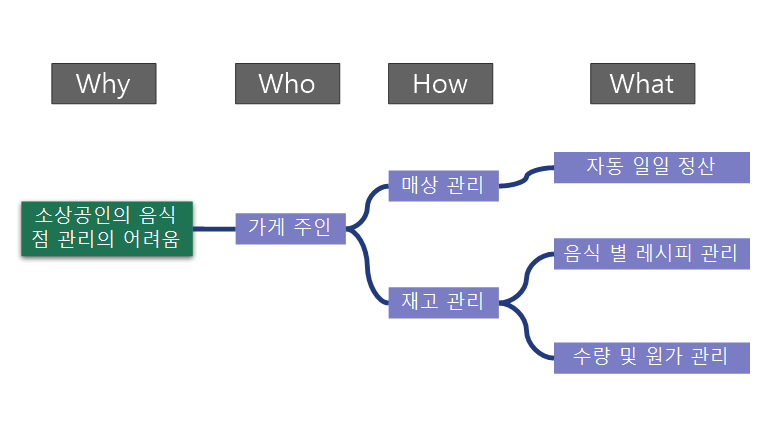 Why
Who
How
What
소상공인의 음식
점 관리의 어려움
가게 주인
매상 관리
재고 관리
자동 일일 정산
음식 별 레시피 관리
수량 및 원가 관리